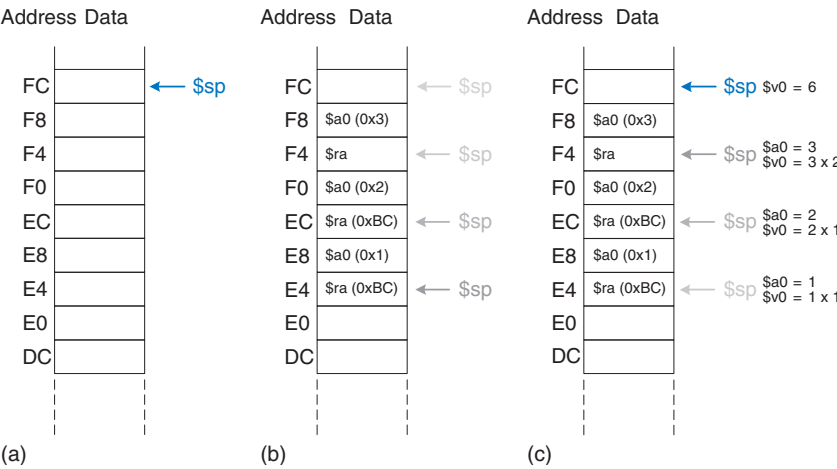 Address Data
FC
$sp
F8
F4
F0
EC
E8
E4
E0
DC
(a)
Address Data
FC
$sp
F8
$a0 (0x3)
F4
$ra
$sp
F0
$a0 (0x2)
EC
$ra (0xBC)
$sp
E8
$a0 (0x1)
E4
$ra (0xBC)
$sp
E0
DC
(b)
Address Data
FC
$sp
$v0 = 6
F8
$a0 (0x3)
F4
$ra
$sp
$a0 = 3
$v0 = 3 x 2
F0
$a0 (0x2)
EC
$ra (0xBC)
$sp
$a0 = 2
$v0 = 2 x 1
E8
$a0 (0x1)
E4
$ra (0xBC)
$sp
$a0 = 1
$v0 = 1 x 1
E0
DC
(c)